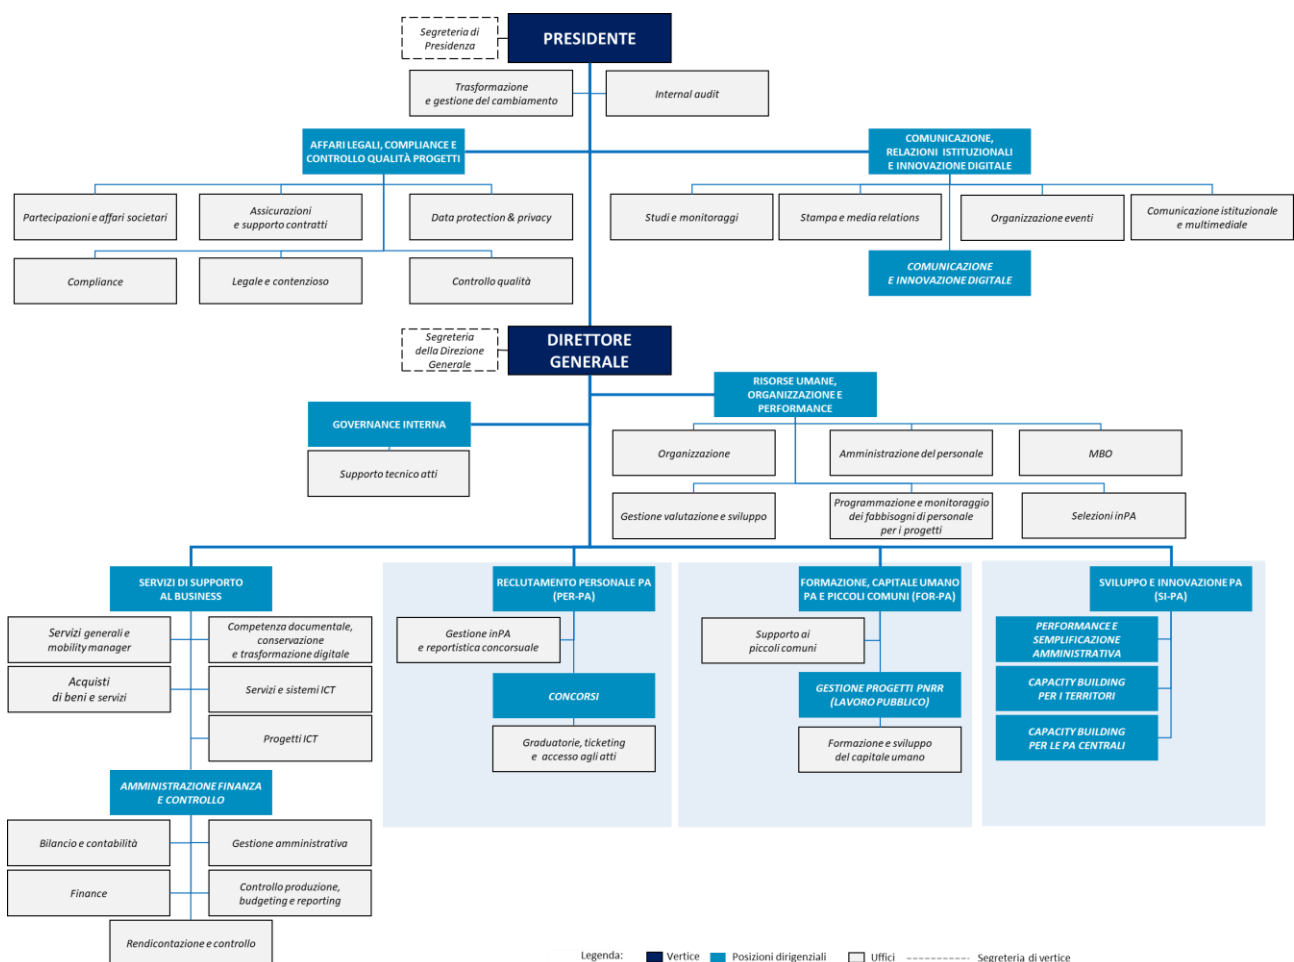 Segreteria di
Presidenza
PRESIDENTE
Trasformazione
e gestione del cambiamento
Internal audit
AFFARI LEGALI, COMPLIANCE E
CONTROLLO QUALITÀ PROGETTI
COMUNICAZIONE,
RELAZIONI ISTITUZIONALI
E INNOVAZIONE DIGITALE
Partecipazioni e affari societari
Assicurazioni
e supporto contratti
Data protection & privacy
Studi e monitoraggi
Stampa e media relations
Organizzazione eventi
Comunicazione istituzionale
e multimediale
Compliance
Legale e contenzioso
Controllo qualità
COMUNICAZIONE
E INNOVAZIONE DIGITALE
Segreteria
della Direzione
Generale
DIRETTORE
GENERALE
RISORSE UMANE,
ORGANIZZAZIONE E
PERFORMANCE
GOVERNANCE INTERNA
Supporto tecnico atti
Organizzazione
Amministrazione del personale
MBO
Gestione valutazione e sviluppo
Programmazione e monitoraggio
dei fabbisogni di personale
per i progetti
Selezioni inPA
SERVIZI DI SUPPORTO
AL BUSINESS
RECLUTAMENTO PERSONALE PA
(PER-PA)
FORMAZIONE, CAPITALE UMANO
PA E PICCOLI COMUNI (FOR-PA)
SVILUPPO E INNOVAZIONE PA
(SI-PA)
Servizi generali e
mobility manager
Competenza documentale,
conservazione
e trasformazione digitale
Gestione inPA
e reportistica concorsuale
Supporto ai
piccoli comuni
PERFORMANCE E
SEMPLIFICAZIONE
AMMINISTRATIVA
Acquisti
di beni e servizi
Servizi e sistemi ICT
CONCORSI
GESTIONE PROGETTI PNRR
(LAVORO PUBBLICO)
CAPACITY BUILDING
PER I TERRITORI
Progetti ICT
Graduatorie, ticketing
e accesso agli atti
Formazione e sviluppo
del capitale umano
CAPACITY BUILDING
PER LE PA CENTRALI
AMMINISTRAZIONE FINANZA
E CONTROLLO
Bilancio e contabilità
Gestione amministrativa
Finance
Controllo produzione,
budgeting e reporting
Rendicontazione e controllo
Legenda: Vertice Posizioni dirigenziali Uffici Segreteria di vertice